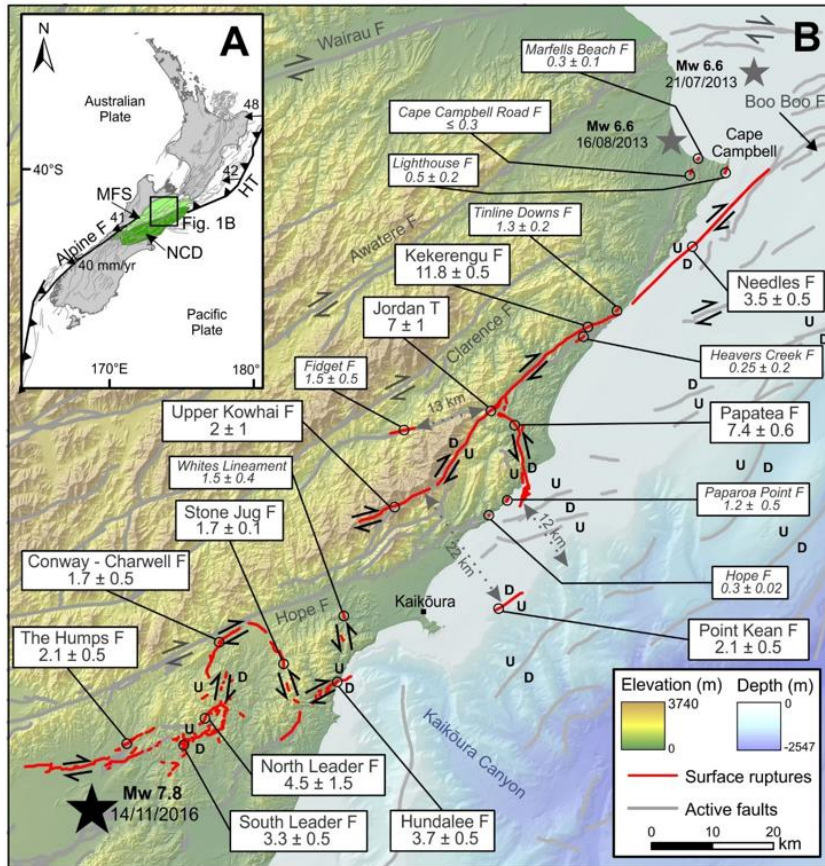 A
N
Australian
Plate
48
40°S
42
HT
MFS
41
Fig. 1B
Alpine F
NCD
40 mm/yr
Pacific
Plate
170°E
180°
B
Wairau F
Marfells Beach F
0.3 ± 0.1
Mw 6.6
21/07/2013
Boo Boo F
Cape Campbell Road F
≤ 0.3
Mw 6.6
16/08/2013
Cape
Campbell
Lighthouse F
0.5 ± 0.2
Awatere F
Tinline Downs F
1.3 ± 0.2
Kekerengu F
11.8 ± 0.5
U
D
Needles F
3.5 ± 0.5
Jordan T
7 ± 1
Clarence F
Heavers Creek F
0.25 ± 0.2
U
D
Fidget F
1.5 ± 0.5
13 km
D
U
Upper Kowhai F
2 ± 1
Papatea F
7.4 ± 0.6
D
U
U
D
Whites Lineament
1.5 ± 0.4
U
D
Paparoa Point F
1.2 ± 0.5
Stone Jug F
1.7 ± 0.1
12 km
22 km
U
D
Conway - Charwell F
1.7 ± 0.5
Hope F
0.3 ± 0.02
Hope F
Kaikōura
D
U
The Humps F
2.1 ± 0.5
Point Kean F
2.1 ± 0.5
U
D
U
D
U
D
U
D
U
D
Kaikōura Canyon
North Leader F
4.5 ± 1.5
Mw 7.8
14/11/2016
South Leader F
3.3 ± 0.5
Hundalee F
3.7 ± 0.5
Elevation (m)
3740
0
Depth (m)
0
-2547
Surface ruptures
Active faults
0 10 20
km